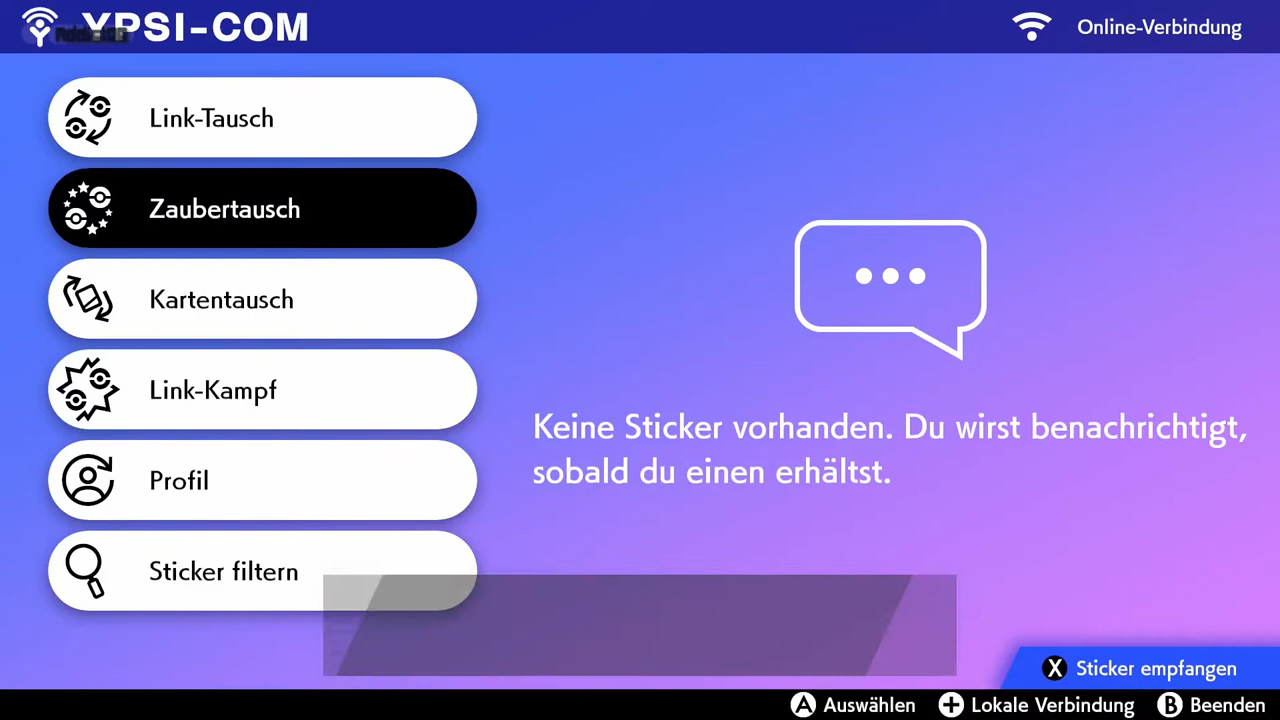 YPSI-COM
Online-Verbindung
Link-Tausch
Zaubertausch
Kartentausch
Link-Kampf
Profil
Sticker filtern
Keine Sticker vorhanden. Du wirst benachrichtigt,
sobald du einen erhältst.
X Sticker empfangen
A Auswählen + Lokale Verbindung B Beenden